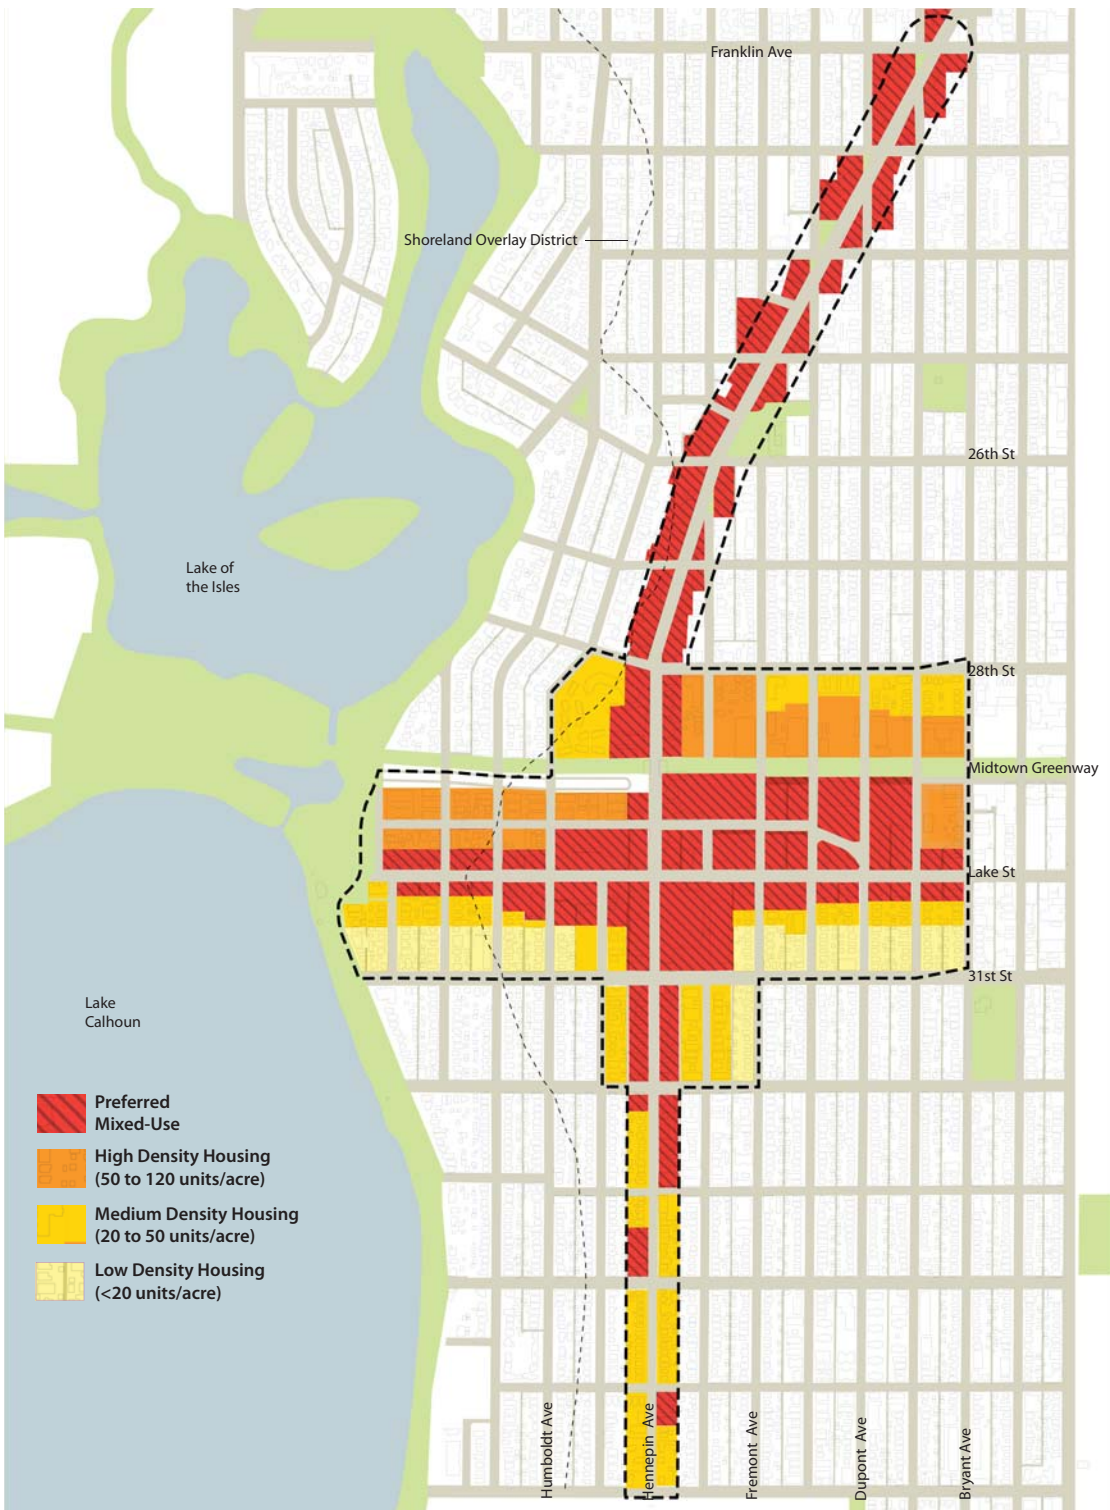 Franklin Ave
Shoreland Overlay District
26th St
Lake of
the Isles
28th St
Midtown Greenway
Lake St
31st St
Lake
Calhoun
Preferred
Mixed-Use
High Density Housing
(50 to 120 units/acre)
Medium Density Housing
(20 to 50 units/acre)
Low Density Housing
(<20 units/acre)
Humboldt Ave
Hennepin Ave
Fremont Ave
Dupont Ave
Bryant Ave